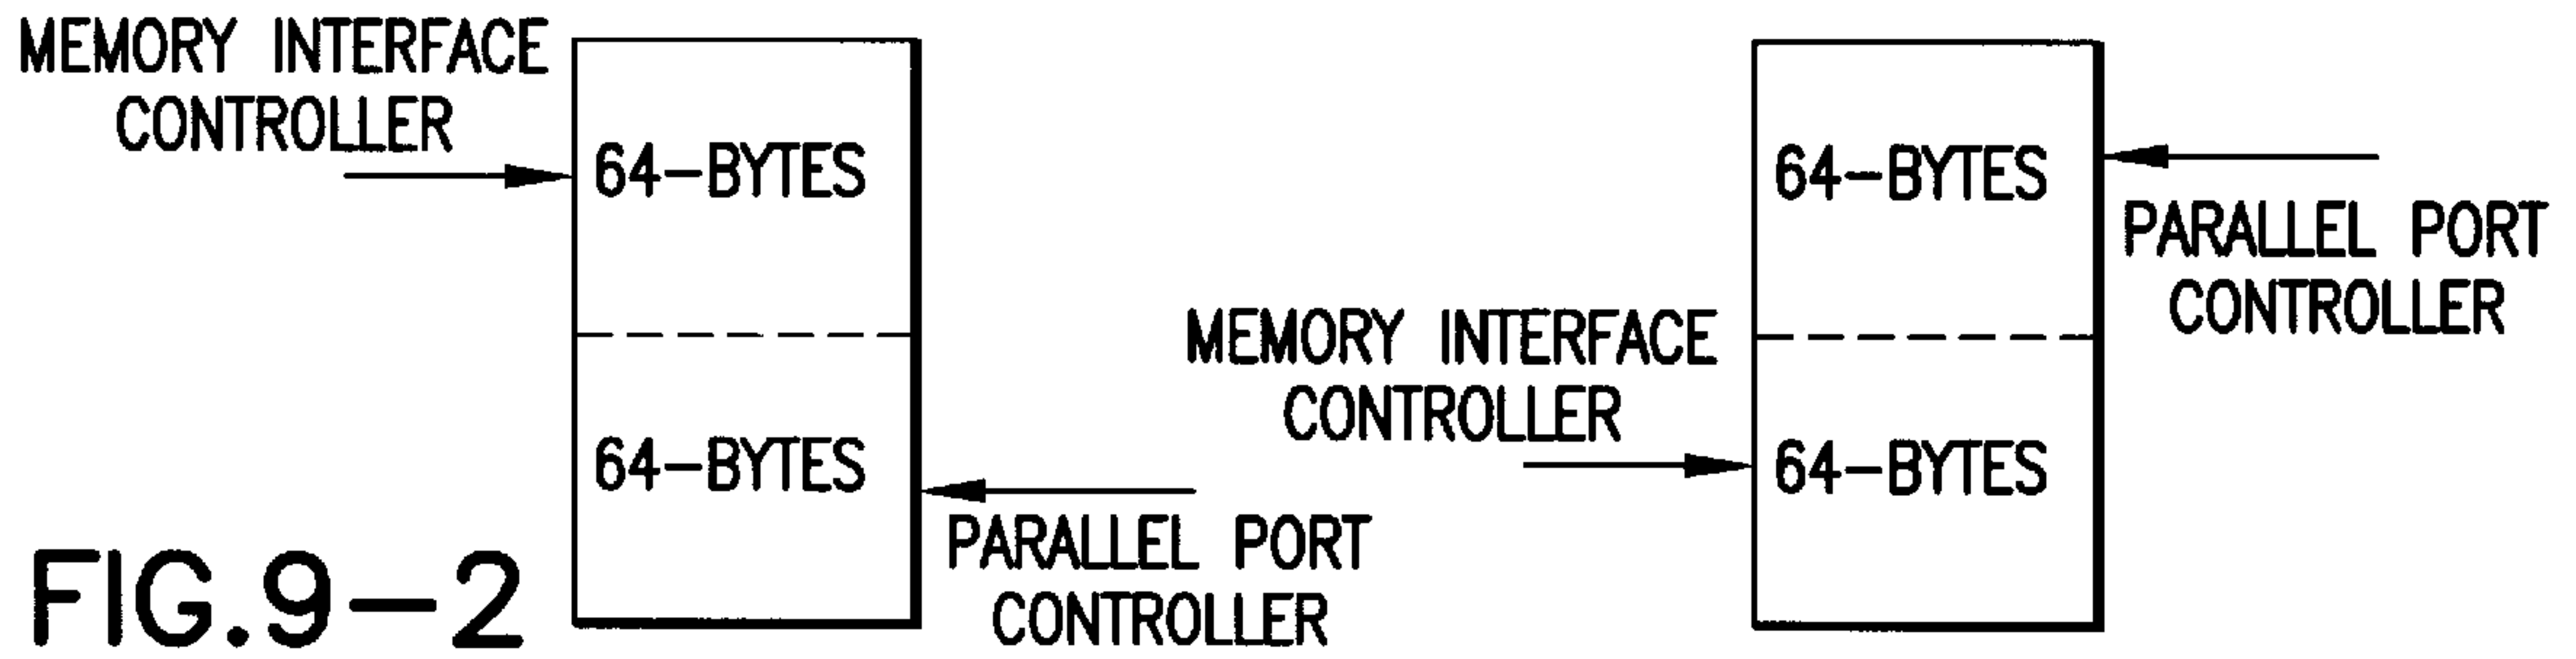 MEMORY INTERFACE
CONTROLLER
64-BYTES
64-BYTES
PARALLEL PORT
CONTROLLER
64-BYTES
PARALLEL PORT
CONTROLLER
MEMORY INTERFACE
CONTROLLER
64-BYTES
FIG.9-2